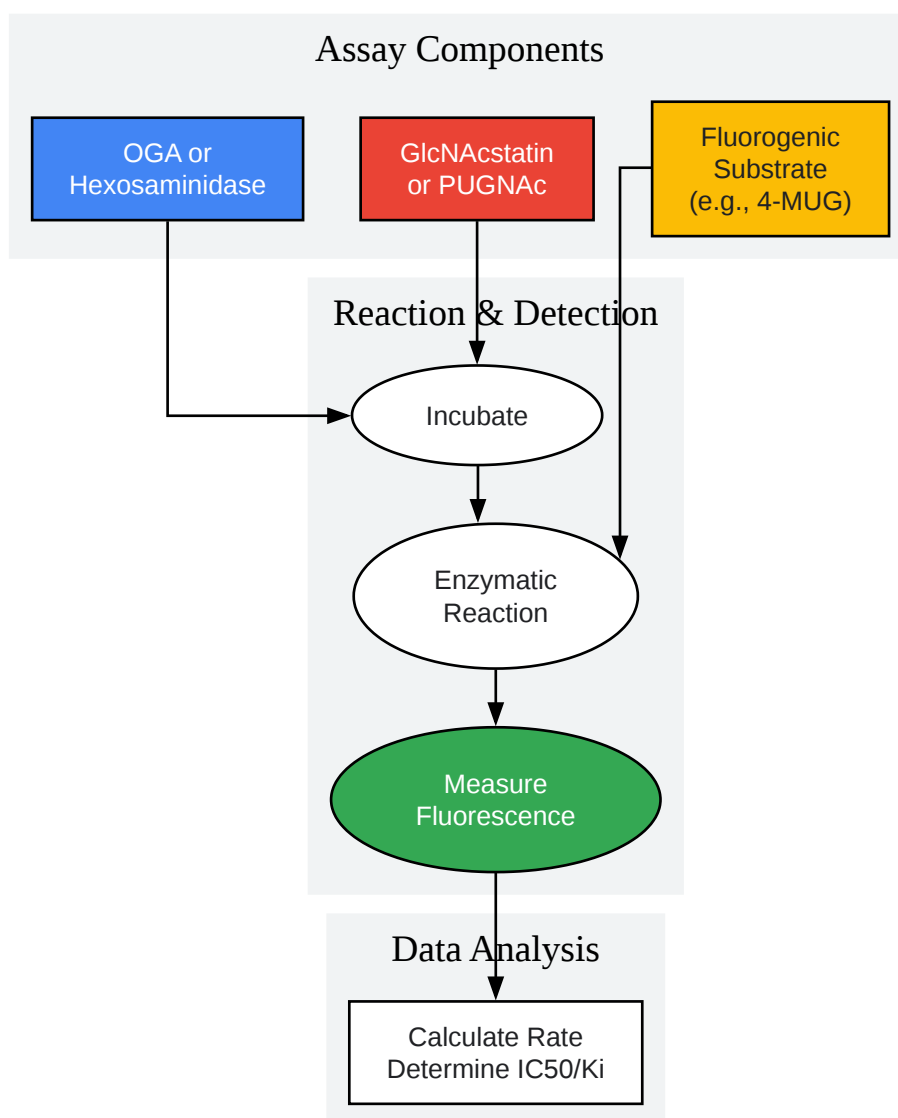 Assay Components
OGA or
Hexosaminidase
GlcNAcstatin
or PUGNAc
Fluorogenic
Substrate
(e.g., 4-MUG)
Reaction & Detection
Incubate
Enzymatic
Reaction
Measure
Fluorescence
Data Analysis
Calculate Rate
Determine IC50/Ki